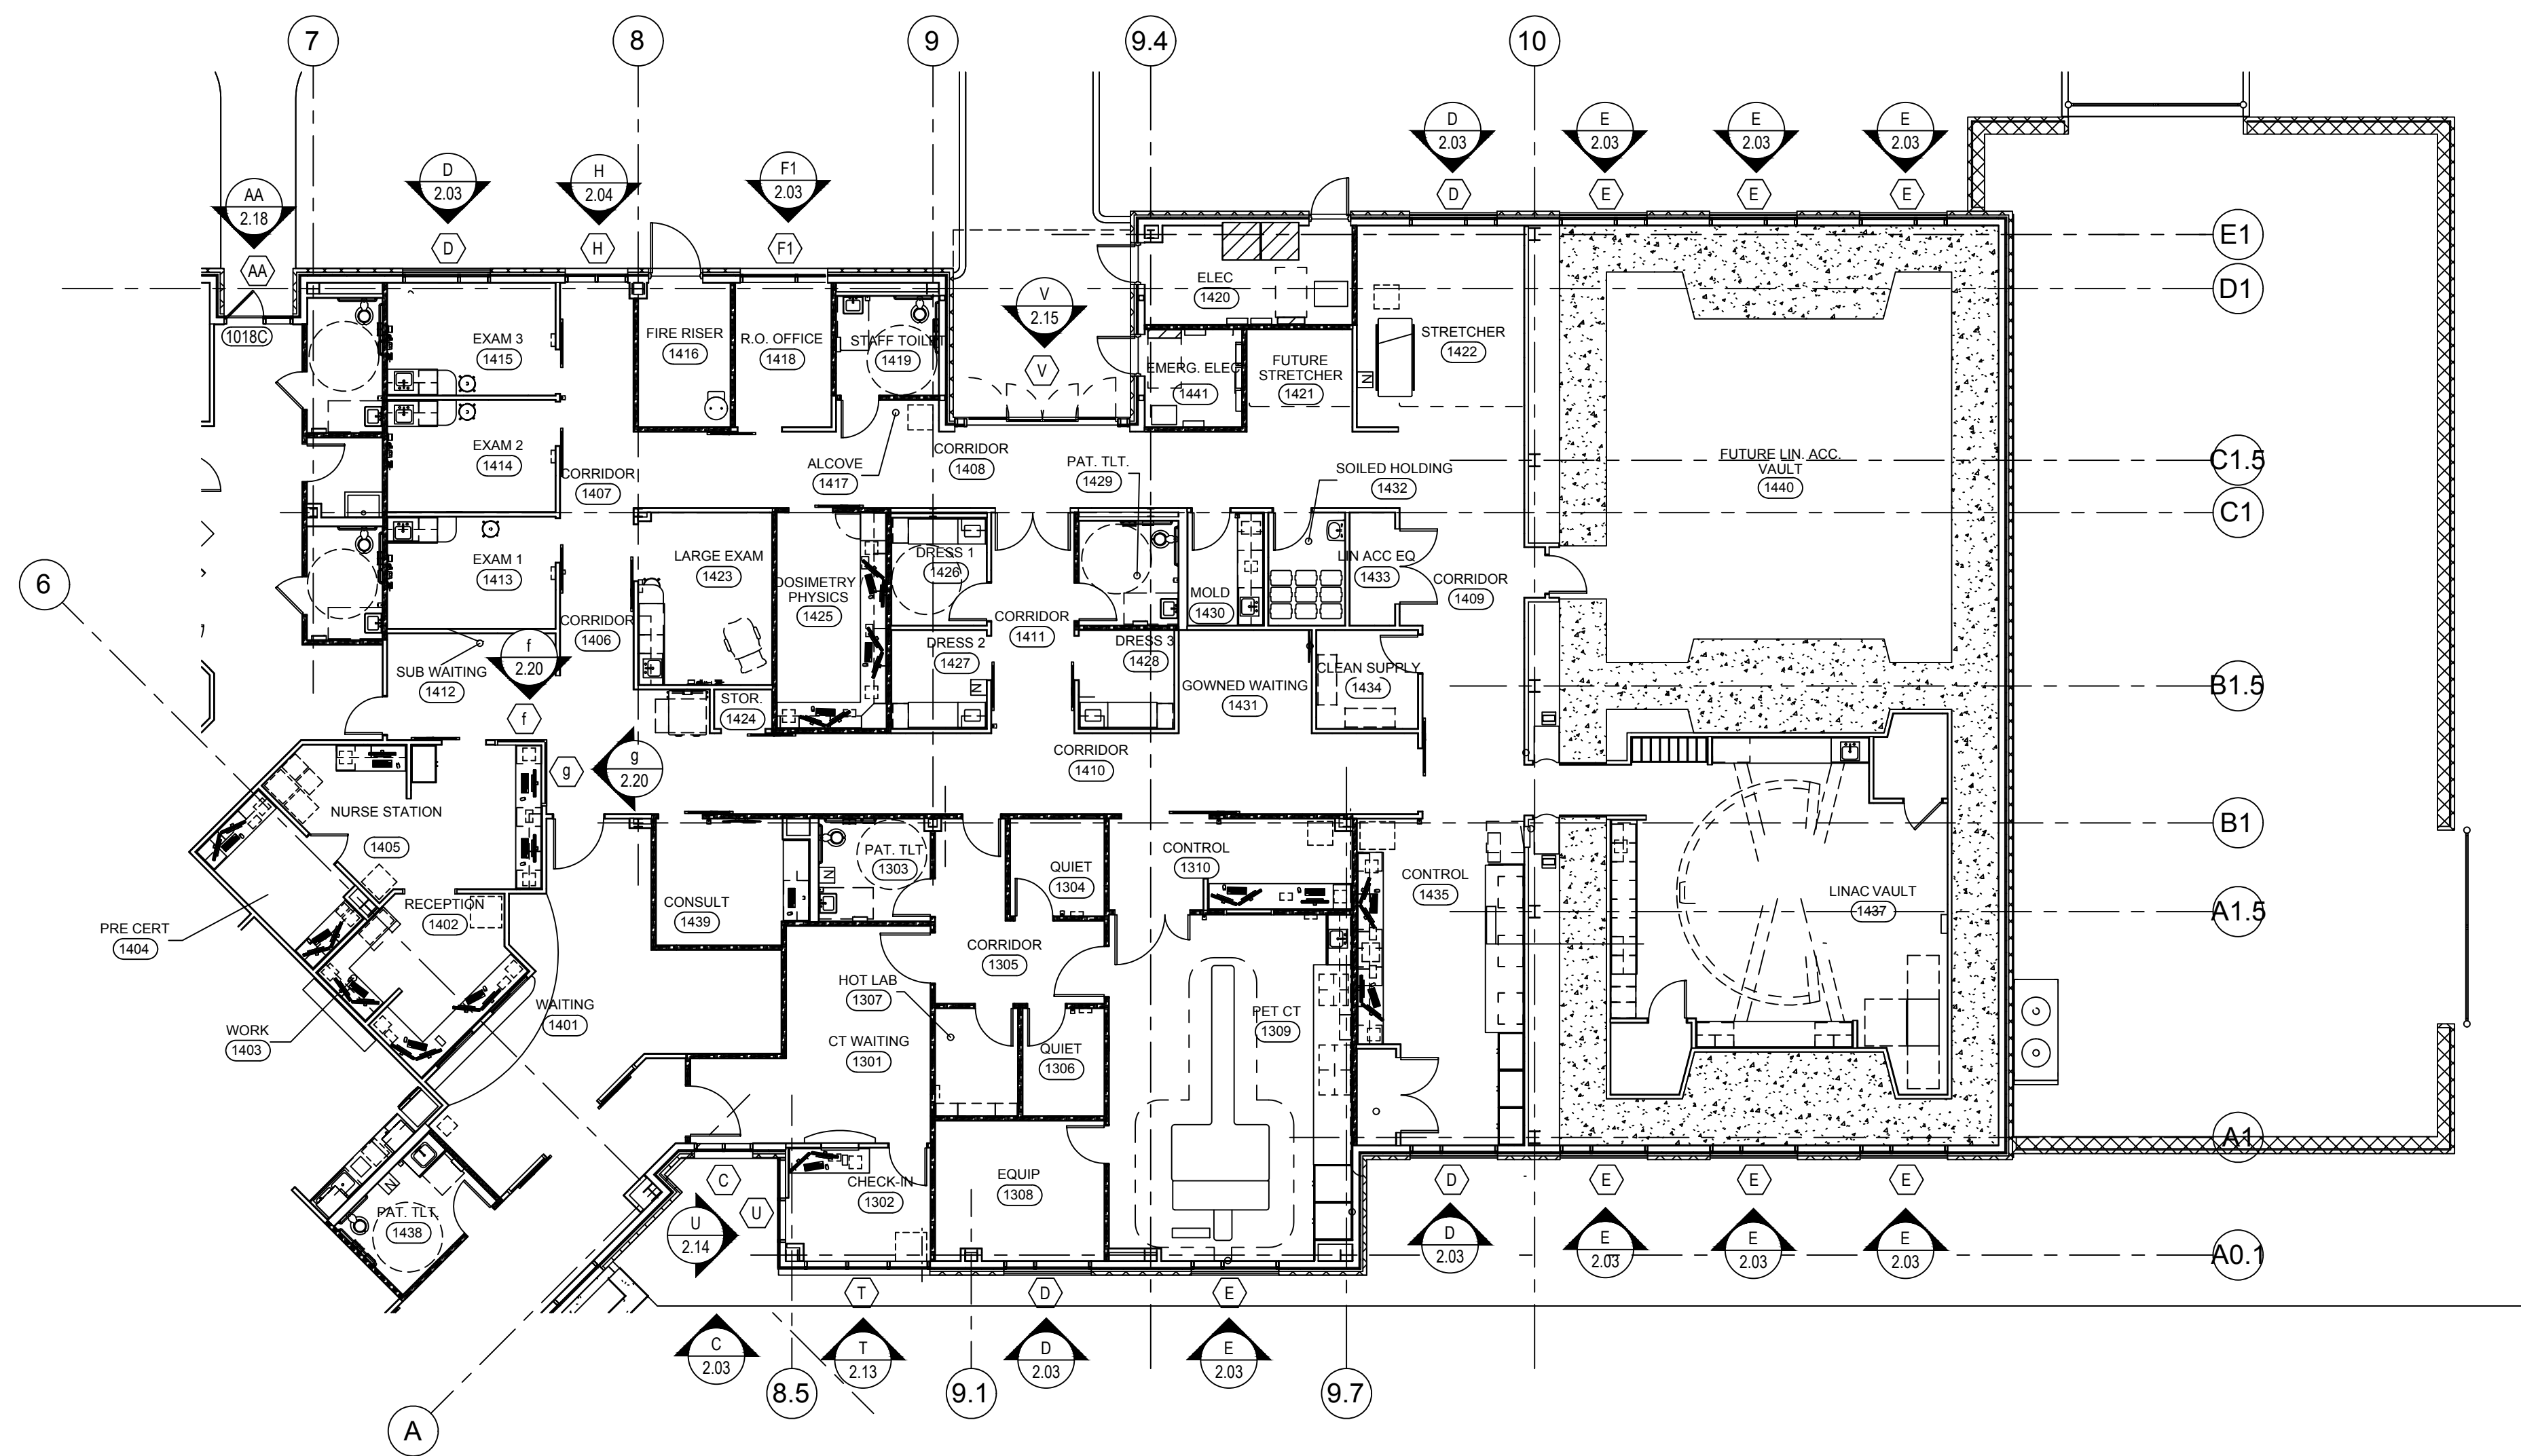 7
8
9
9.4
10
D
2.03
E
2.03
E
2.03
E
2.03
D
2.03
H
2.04
F1
2.03
AA
2.18
D
E
E
E
D
H
F1
AA
E1
D1
V
2.15
V
ELEC
1420
1018C
EXAM 3
1415
FIRE RISER
1416
R.O. OFFICE
1418
STAFF TOILET
1419
EMERG. ELEC
1441
FUTURE
STRETCHER
1421
STRETCHER
1422
N
EXAM 2
1414
CORRIDOR
1407
ALCOVE
1417
CORRIDOR
1408
PAT. TLT.
1429
SOILED HOLDING
1432
FUTURE LIN. ACC.
VAULT
1440
C1.5
C1
6
EXAM 1
1413
LARGE EXAM
1423
DOSIMETRY
PHYSICS
1425
DRESS 1
1426
LIN ACC EQ
1433
CORRIDOR
1409
MOLD
1430
CORRIDOR
1406
CORRIDOR
1411
SUB WAITING
1412
f
2.20
f
DRESS 2
1427
N
DRESS 3
1428
GOWNED WAITING
1431
CLEAN SUPPLY
1434
B1.5
STOR.
1424
g
g
2.20
CORRIDOR
1410
NURSE STATION
1405
B1
PAT. TLT
1303
N
QUIET
1304
CONTROL
1310
CONTROL
1435
LINAC VAULT
1437
A1.5
PRE CERT
1404
RECEPTION
1402
CONSULT
1439
CORRIDOR
1305
HOT LAB
1307
WAITING
1401
WORK
1403
CT WAITING
1301
QUIET
1306
PET CT
1309
A1
C
U
U
2.14
CHECK-IN
1302
EQUIP
1308
N
PAT. TLT.
1438
D
E
E
E
D
2.03
E
2.03
E
2.03
E
2.03
A0.1
T
D
E
C
2.03
T
2.13
D
2.03
E
2.03
8.5
9.1
9.7
A